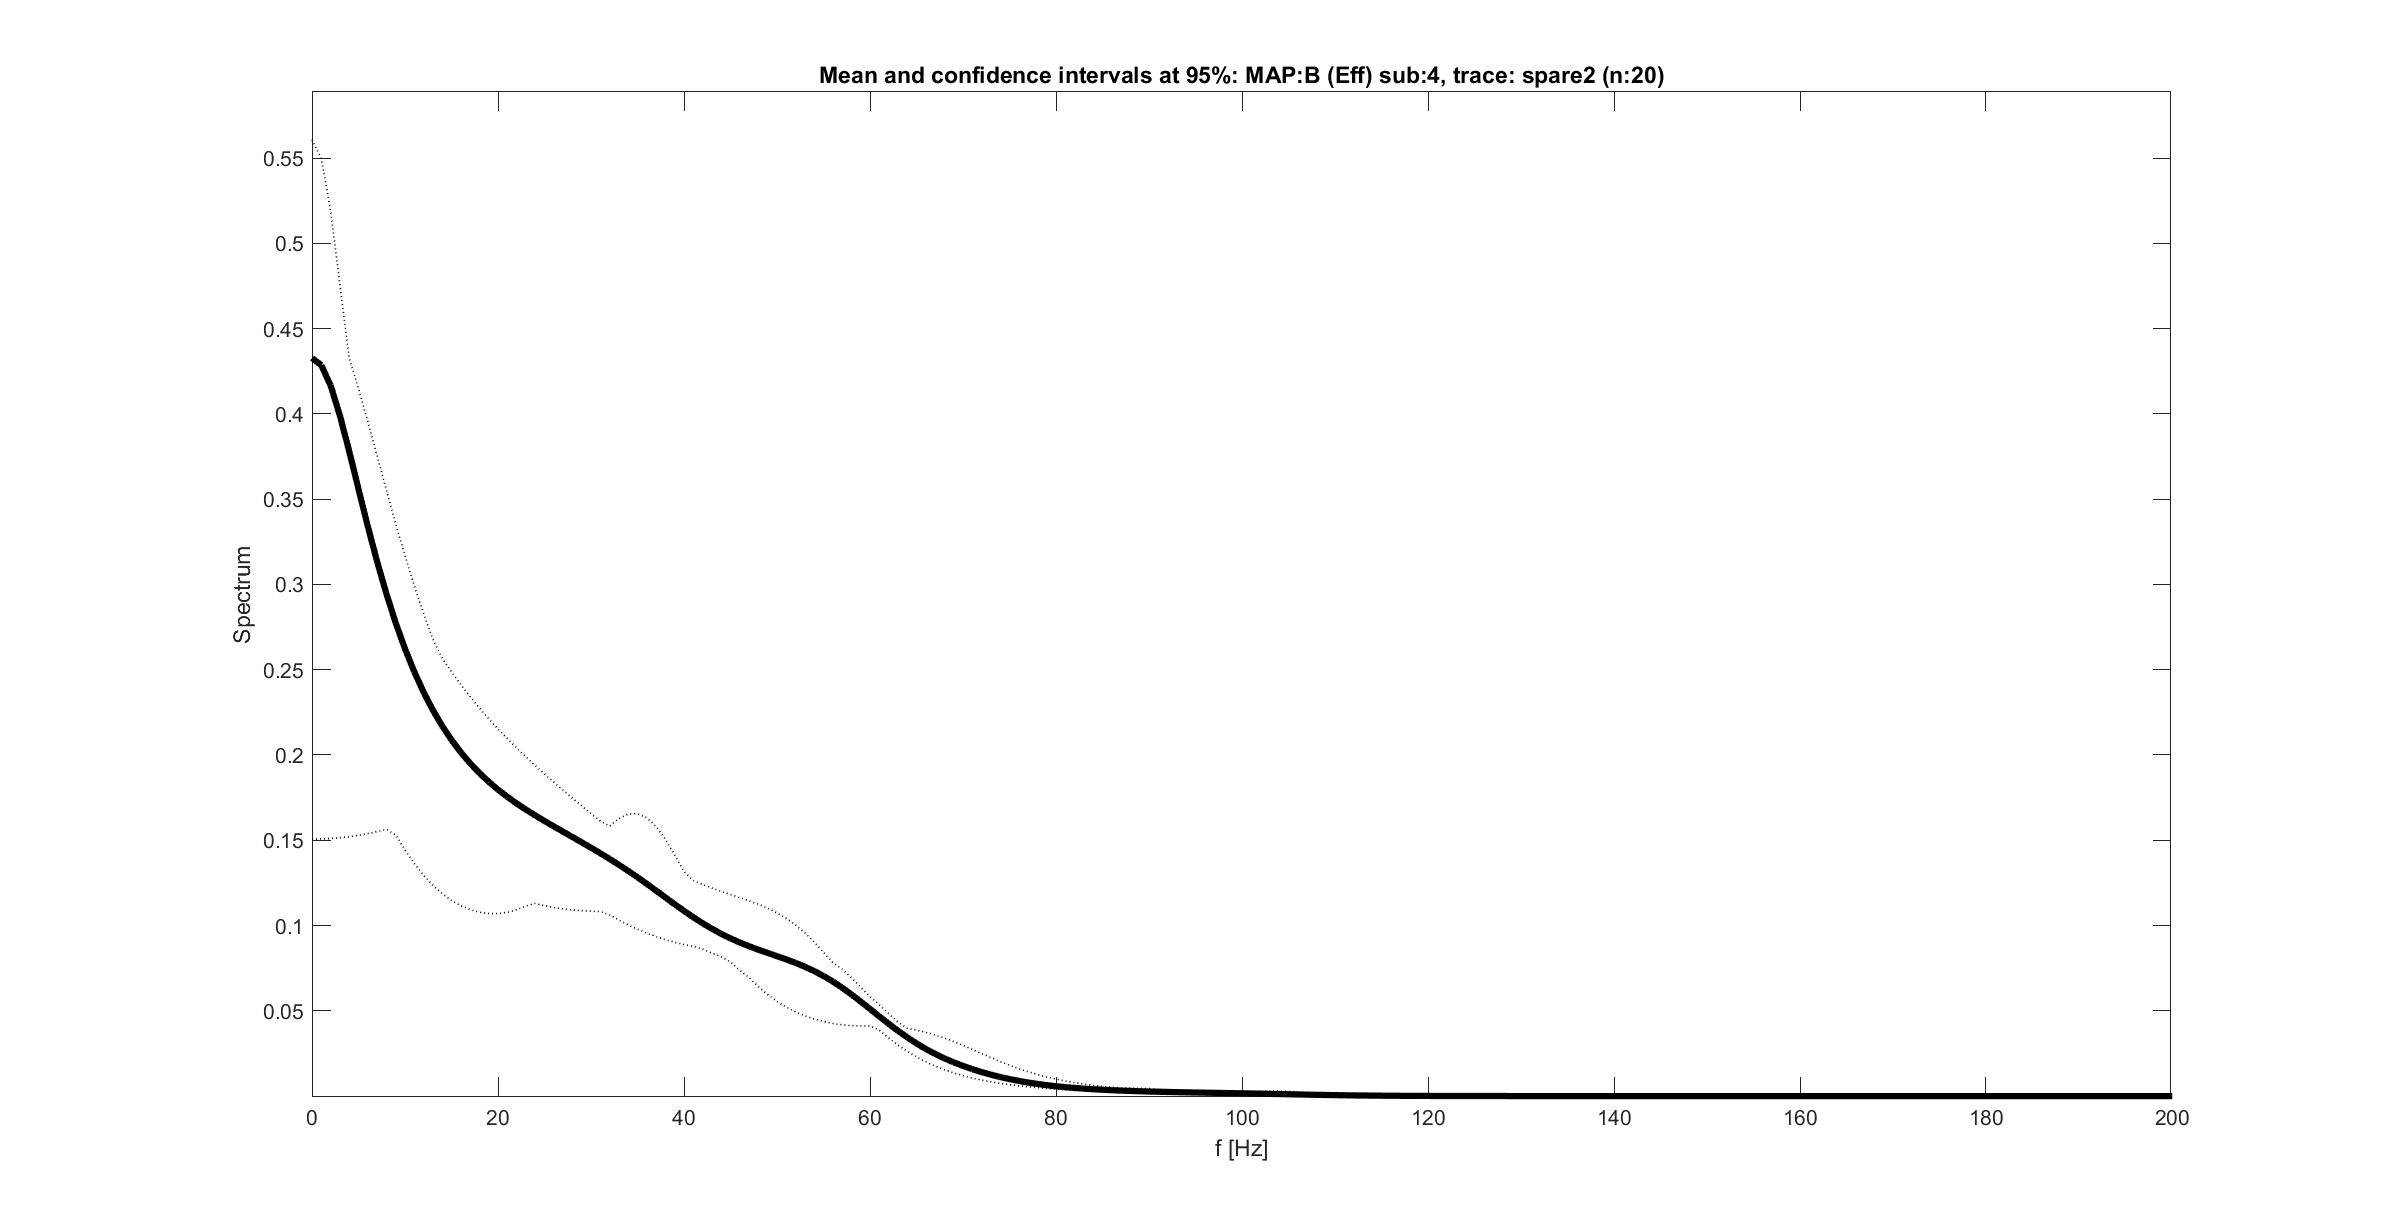 Mean and confidence intervals at 95%: MAP:B (Eff) sub:4, trace: spare2 (n:20)
0.55
0.5
0.45
0.4
0.35
0.3
0.25
0.2
0.15
0.1
0.05
Spectrum
0 20 40 60 80 100 120 140 160 180 200
f [Hz]